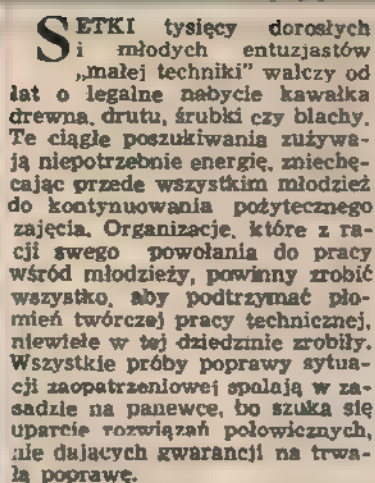 SETKI tysięcy dorosłych
i młodych entuzjastów
„małej techniki" walczy od
lat o legalne nabycie kawałka
drewna, drutu, śrubki czy blachy.
Te ciągłe poszukiwania zużywa-
ją niepotrzebnie energię, zniechę-
cając przede wszystkim młodzież
do kontynuowania pożytecznego
zajęcia. Organizacje, które z ra-
cji swego powołania do pracy
wśród młodzieży, powinny zrobić
wszystko, aby podtrzymać pło-
mień twórczej pracy technicznej,
niewiele w tej dziedzinie zrobiły.
Wszystkie próby poprawy sytua-
cji zaopatrzeniowej spalają w za-
sadzie na panewce, bo szuka się
uparcie rozwiązań połowicznych,
nie dających gwarancji na trwa-
łą poprawę.